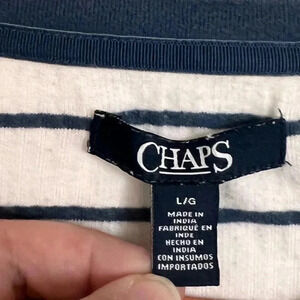 CHAPS
L/G
MADE IN
INDIA
FABRIQUÉ EN
INDE
HECHO EN
INDIA
CON INSUMOS
IMPORTADOS